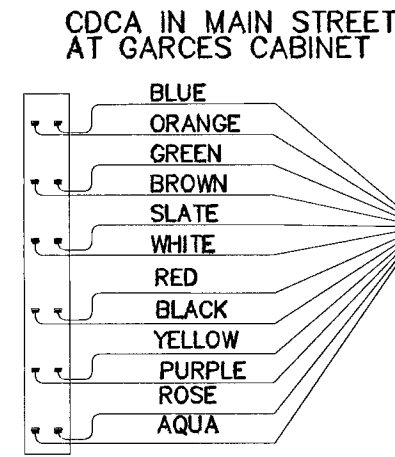 CDCA IN MAIN STREET
AT GARCES CABINET
BLUE
ORANGE
GREEN
BROWN
SLATE
WHITE
RED
BLACK
YELLOW
PURPLE
ROSE
AQUA